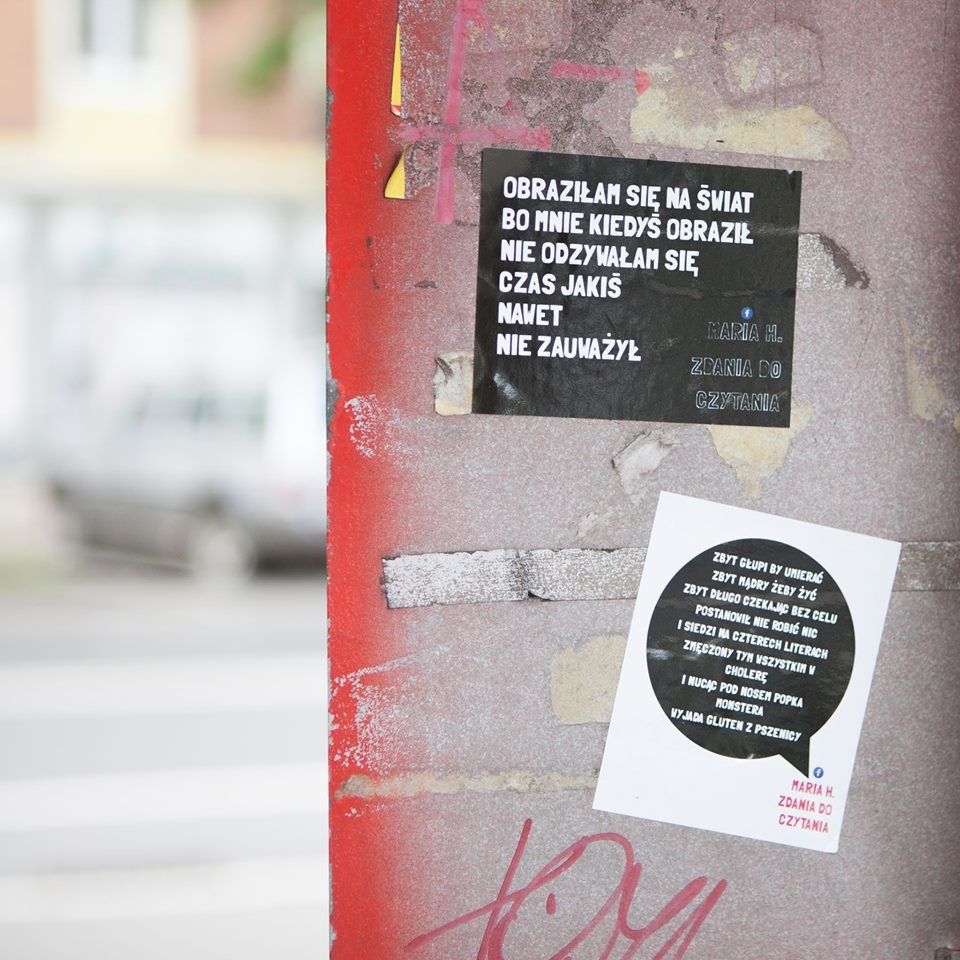 OBRAZIŁAM SIĘ NA ŚWIAT
BO MNIE KIEDYŚ OBRAZIŁ
NIE ODZYWAŁAM SIĘ
CZAS JAKIŚ
NAWET
NIE ZAUWAŻYŁ
MARIA H.
ZDANIA DO
CZYTANIA
ZBYT GŁUPI BY UMIERAĆ
ZBYT MĄDRY ŻEBY ŻYĆ
ZBYT DŁUGO CZEKAJĄC BEZ CELU
POSTANOWIŁ NIE ROBIĆ NIC
I SIEDZI NA CZTERECH LITERACH
ZMĘCZONY TYM WSZYSTKIM W
CHOLERĘ
I NUCĄC POD NOSEM POPKA
MONSTERA
WYJADA GLUTEN Z PSZENICY
MARIA H.
ZDANIA DO
CZYTANIA